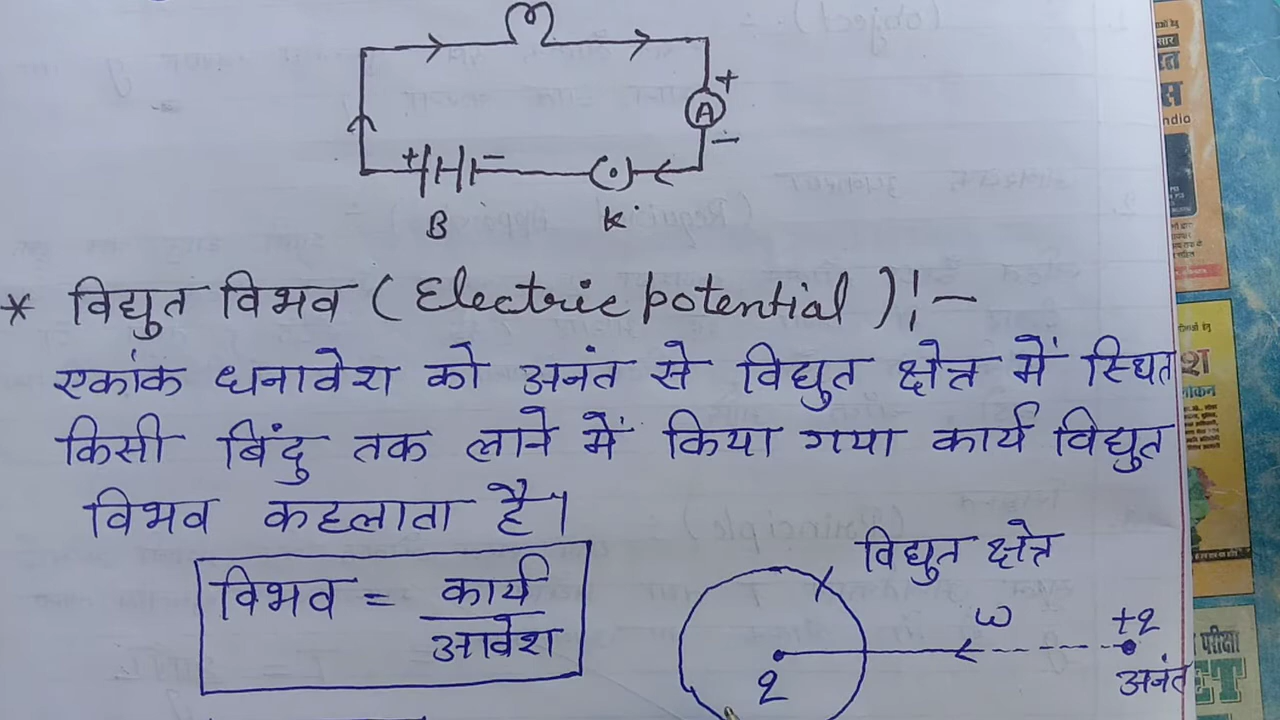 +
A
-
+ -
B K
* विद्युत विभव ( Electric potential ) ! -
एकांक धनावेश को अनंत से विद्युत क्षेत्र में स्थित
किसी बिंदु तक लाने में किया गया कार्य विद्युत
विभव कहलाता है।
विभव = कार्य
आवेश
विद्युत क्षेत्र
ω +q
q अनंत